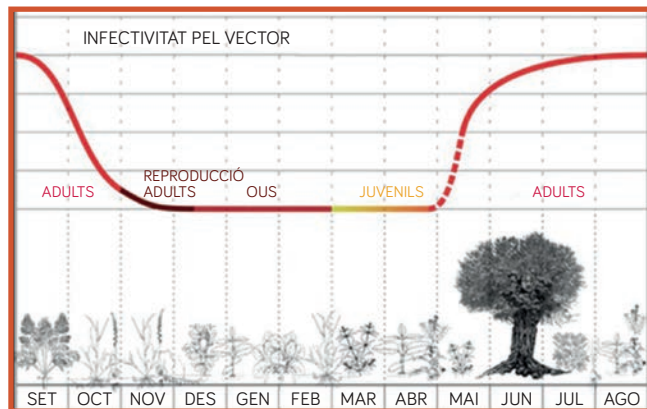 INFECTIVITAT PEL VECTOR
REPRODUCCIÓ
ADULTS ADULTS OUS JUVENILS ADULTS
SET OCT NOV DES GEN FEB MAR ABR MAI JUN JUL AGO